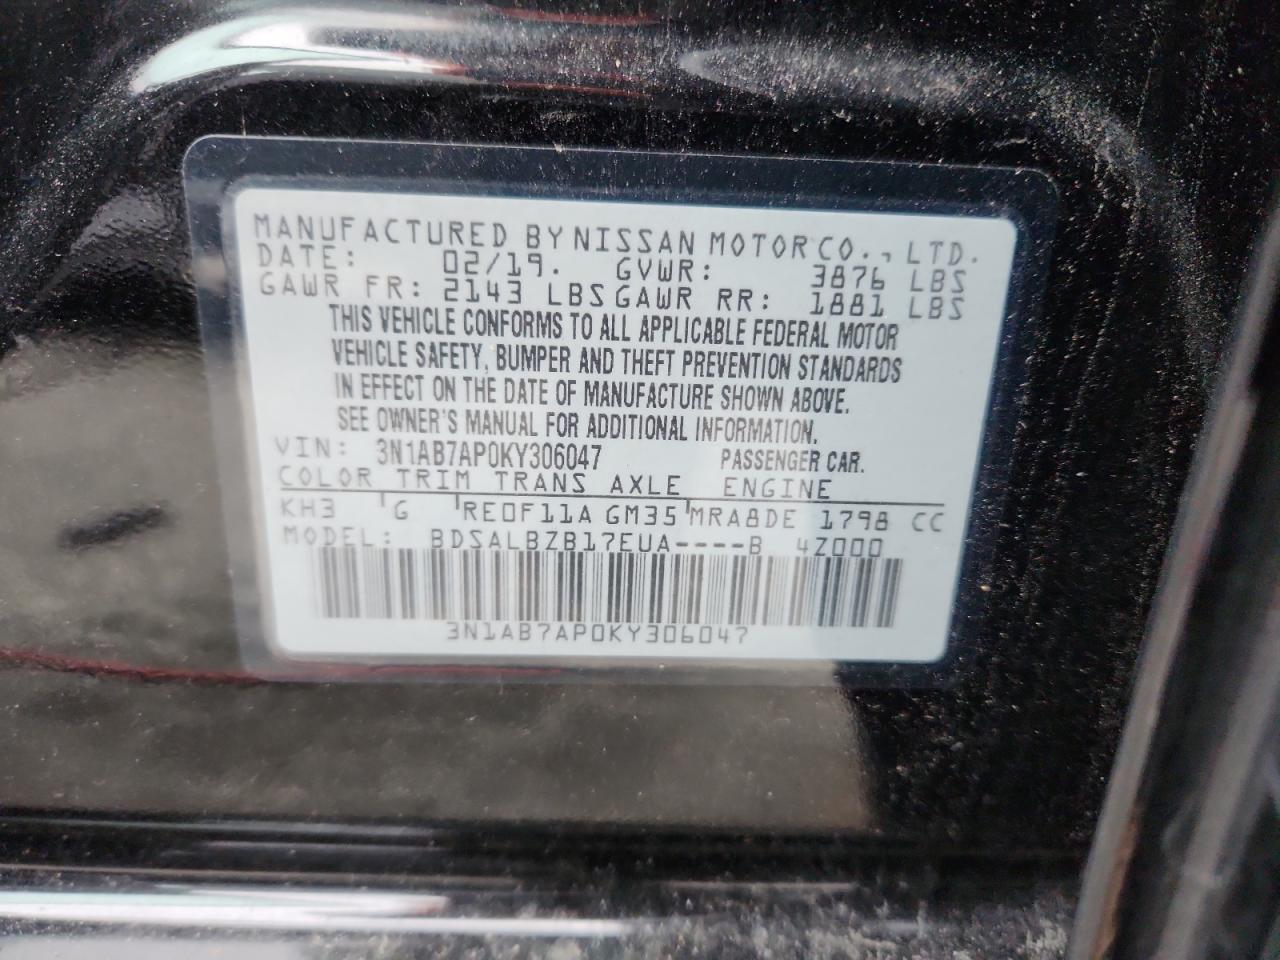 MANUFACTURED BY NISSAN MOTOR CO., LTD.
DATE: 02/19. GVWR: 3876 LBS
GAWR FR: 2143 LBS GAWR RR: 1881 LBS
THIS VEHICLE CONFORMS TO ALL APPLICABLE FEDERAL MOTOR
VEHICLE SAFETY, BUMPER AND THEFT PREVENTION STANDARDS
IN EFFECT ON THE DATE OF MANUFACTURE SHOWN ABOVE.
SEE OWNER'S MANUAL FOR ADDITIONAL INFORMATION.
VIN: 3N1AB7AP0KY306047 PASSENGER CAR.
COLOR TRIM TRANS AXLE ENGINE
KH3 G RE0F11A GM35 MRA8DE 1798 CC
MODEL: BDSALBZB17EUA----B 4Z000
3N1AB7AP0KY306047